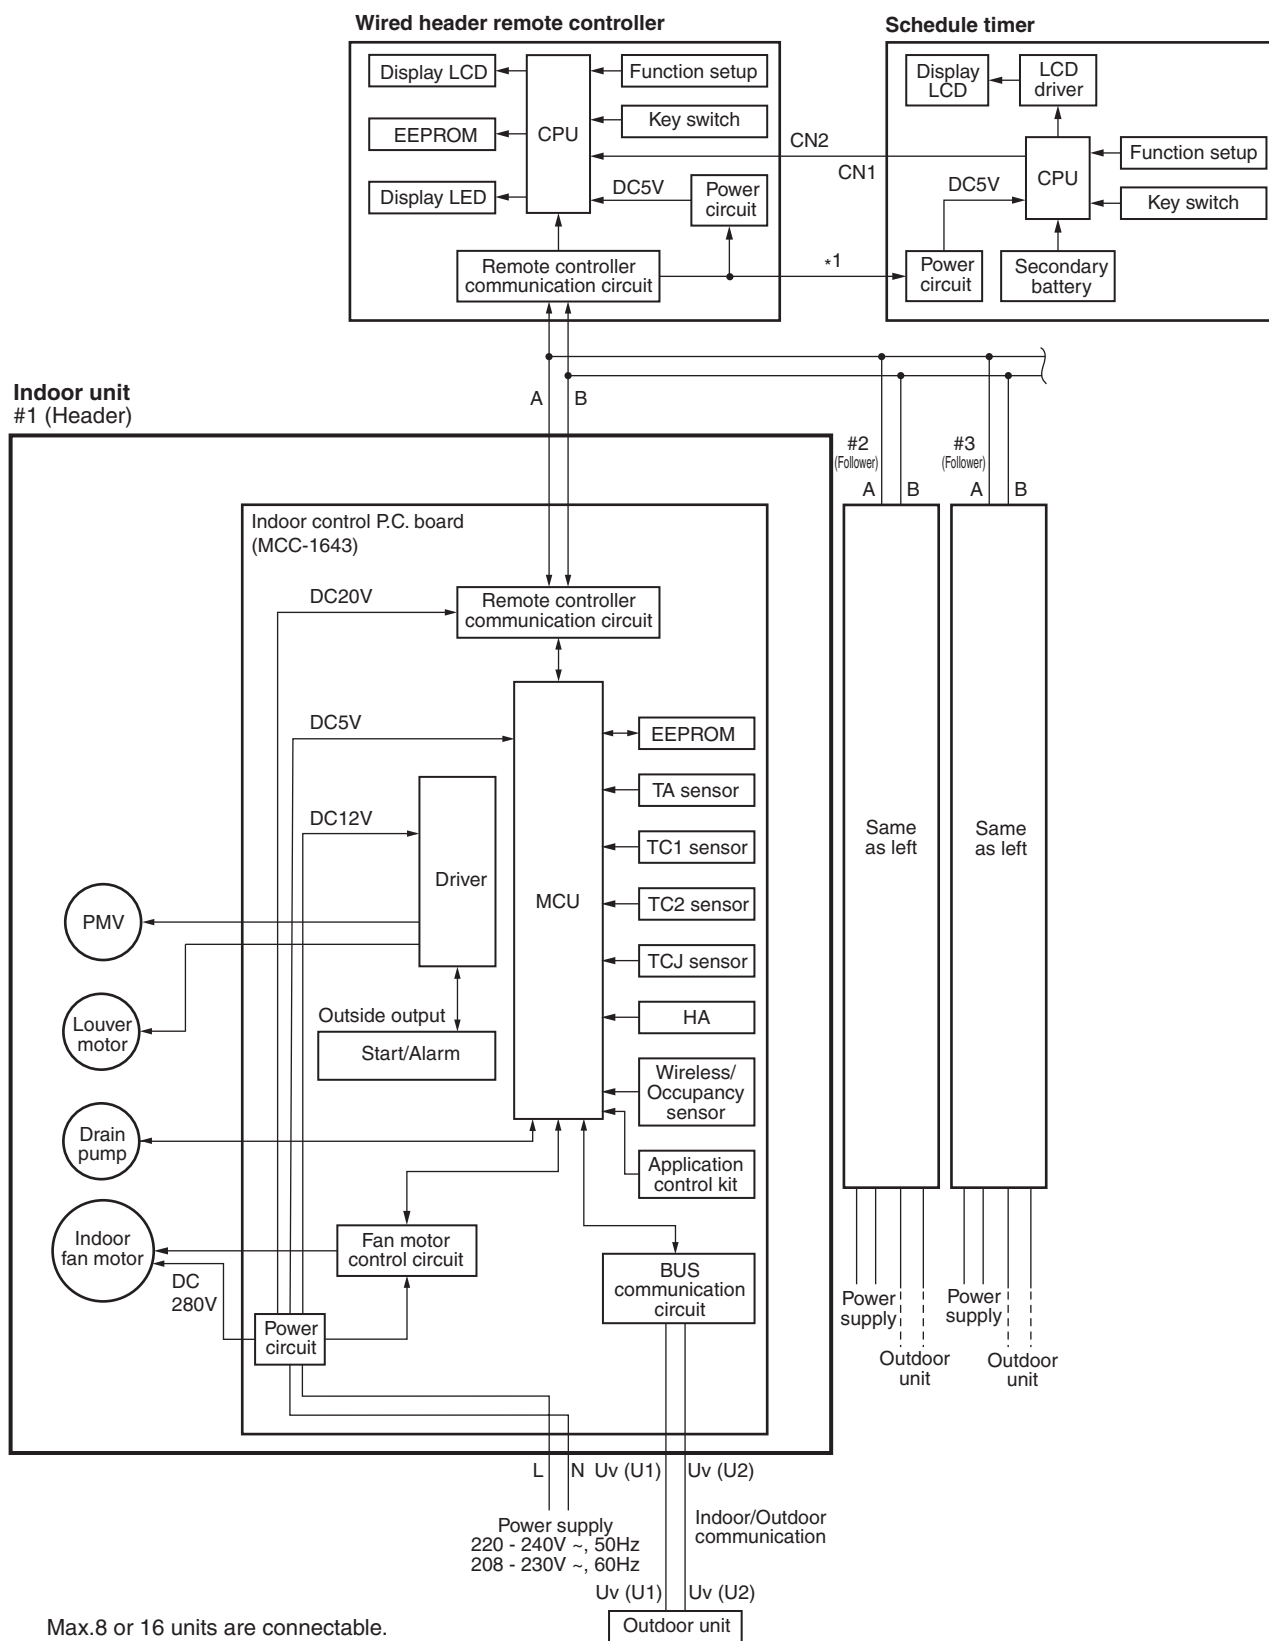 Wired header remote controller
Schedule timer
Display LCD
Function setup
CPU
Key switch
EEPROM
Display LED
DC5V
Power
circuit
Remote controller
communication circuit
CN2
CN1
*1
Display
LCD
LCD
driver
Function setup
CPU
DC5V
Key switch
Power
circuit
Secondary
battery
Indoor unit
#1 (Header)
A
B
#2
(Follower)
A
B
#3
(Follower)
A
B
Indoor control P.C. board
(MCC-1643)
DC20V
Remote controller
communication circuit
DC5V
DC12V
Driver
MCU
EEPROM
TA sensor
TC1 sensor
TC2 sensor
TCJ sensor
HA
Wireless/
Occupancy
sensor
Application
control kit
Same
as left
Same
as left
PMV
Louver
motor
Outside output
Start/Alarm
Drain
pump
Indoor
fan motor
Fan motor
control circuit
DC
280V
Power
circuit
BUS
communication
circuit
Power
supply
Outdoor
unit
Power
supply
Outdoor
unit
L
N
Uv (U1)
Uv (U2)
Power supply
220 - 240V ~, 50Hz
208 - 230V ~, 60Hz
Indoor/Outdoor
communication
Uv (U1)
Uv (U2)
Outdoor unit
Max.8 or 16 units are connectable.